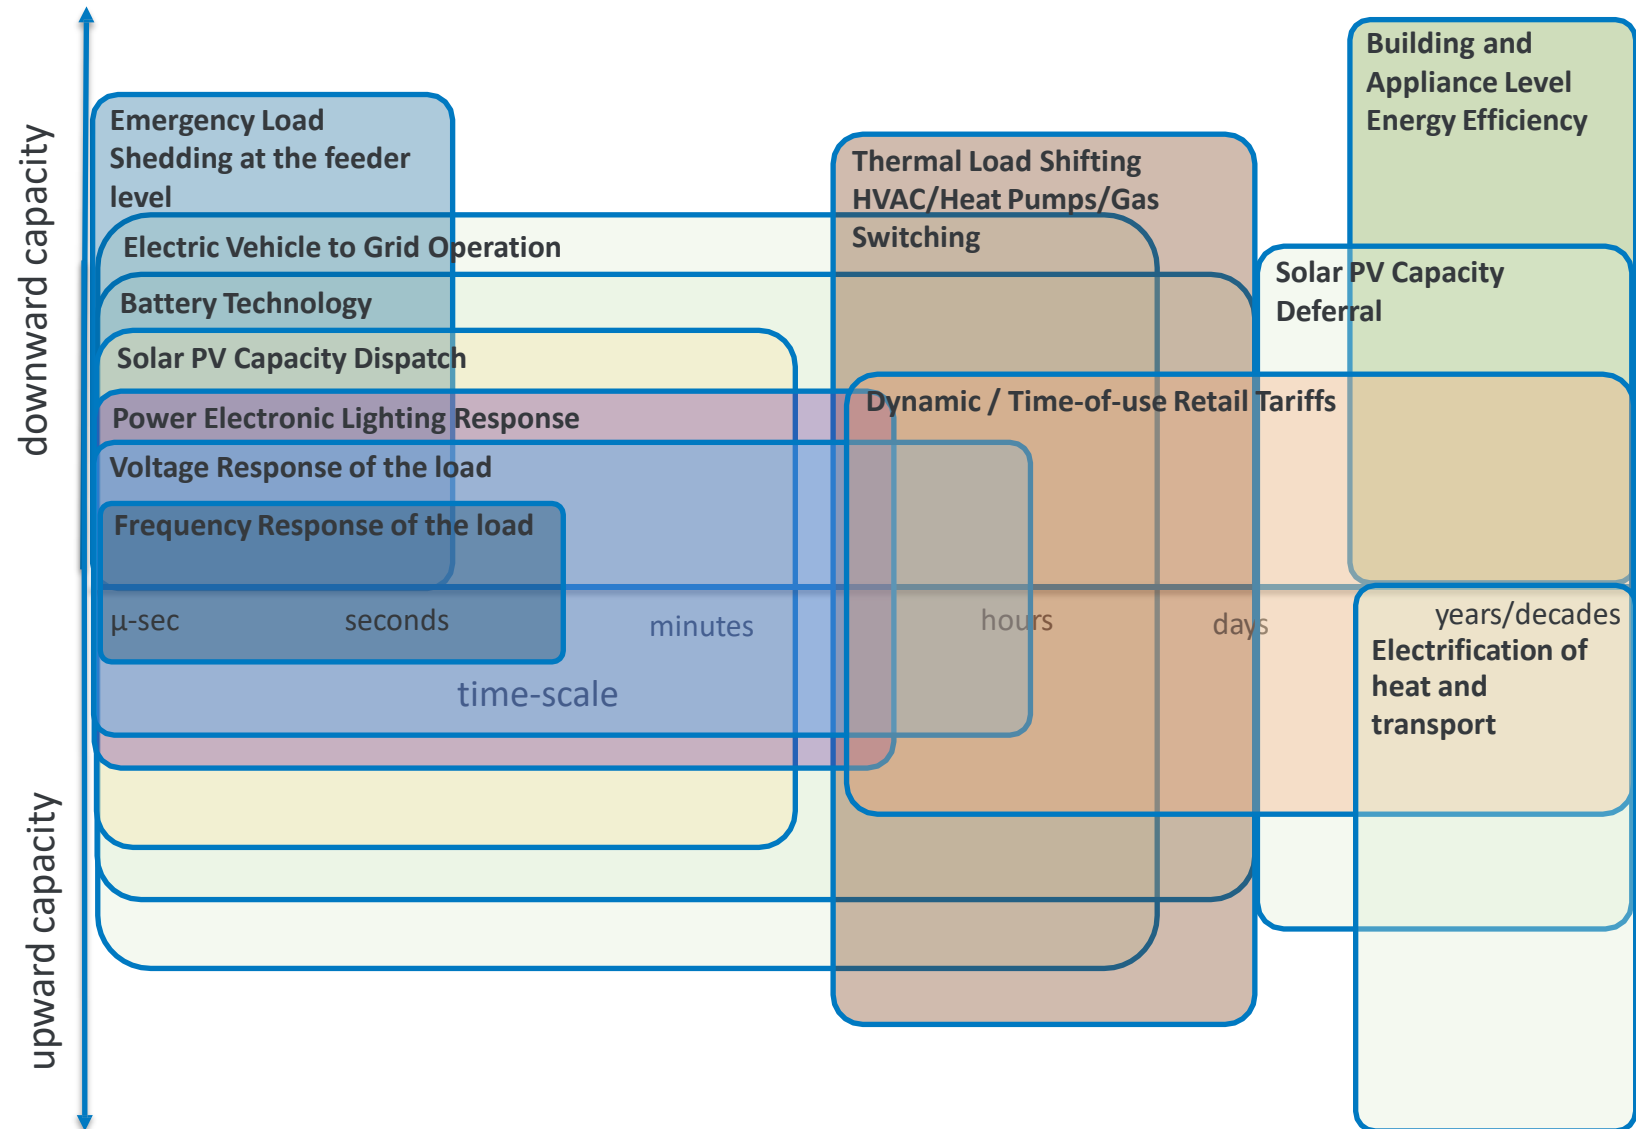 downward capacity
upward capacity
Emergency Load
Shedding at the feeder
level
Electric Vehicle to Grid Operation
Battery Technology
Solar PV Capacity Dispatch
Power Electronic Lighting Response
Voltage Response of the load
Frequency Response of the load
Thermal Load Shifting
HVAC/Heat Pumps/Gas
Switching
Dynamic / Time-of-use Retail Tariffs
Building and
Appliance Level
Energy Efficiency
Solar PV Capacity
Deferral
µ-sec
seconds
minutes
hours
days
years/decades
time-scale
Electrification of
heat and
transport